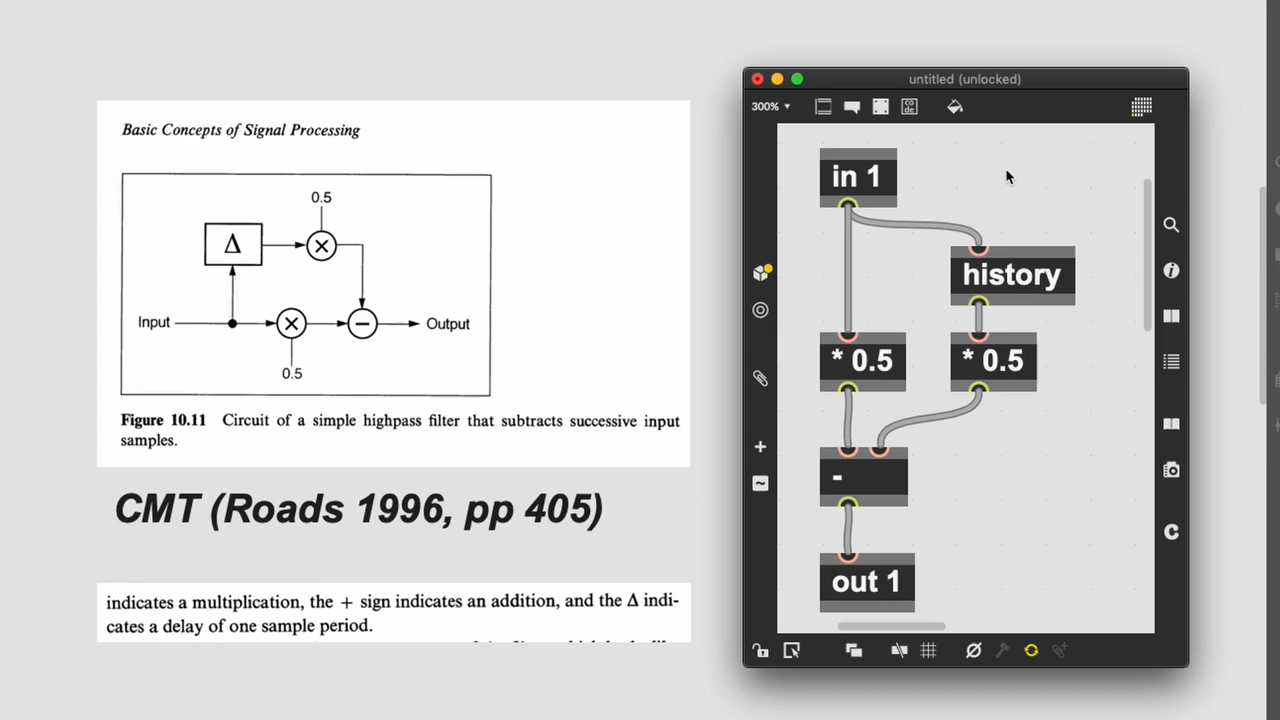 Basic Concepts of Signal Processing
0.5
Δ
×
Input
×
−
Output
0.5
Figure 10.11 Circuit of a simple highpass filter that subtracts successive input
samples.
CMT (Roads 1996, pp 405)
indicates a multiplication, the + sign indicates an addition, and the Δ indi-
cates a delay of one sample period.
untitled (unlocked)
300%
co
de
in 1
history
* 0.5
* 0.5
-
out 1